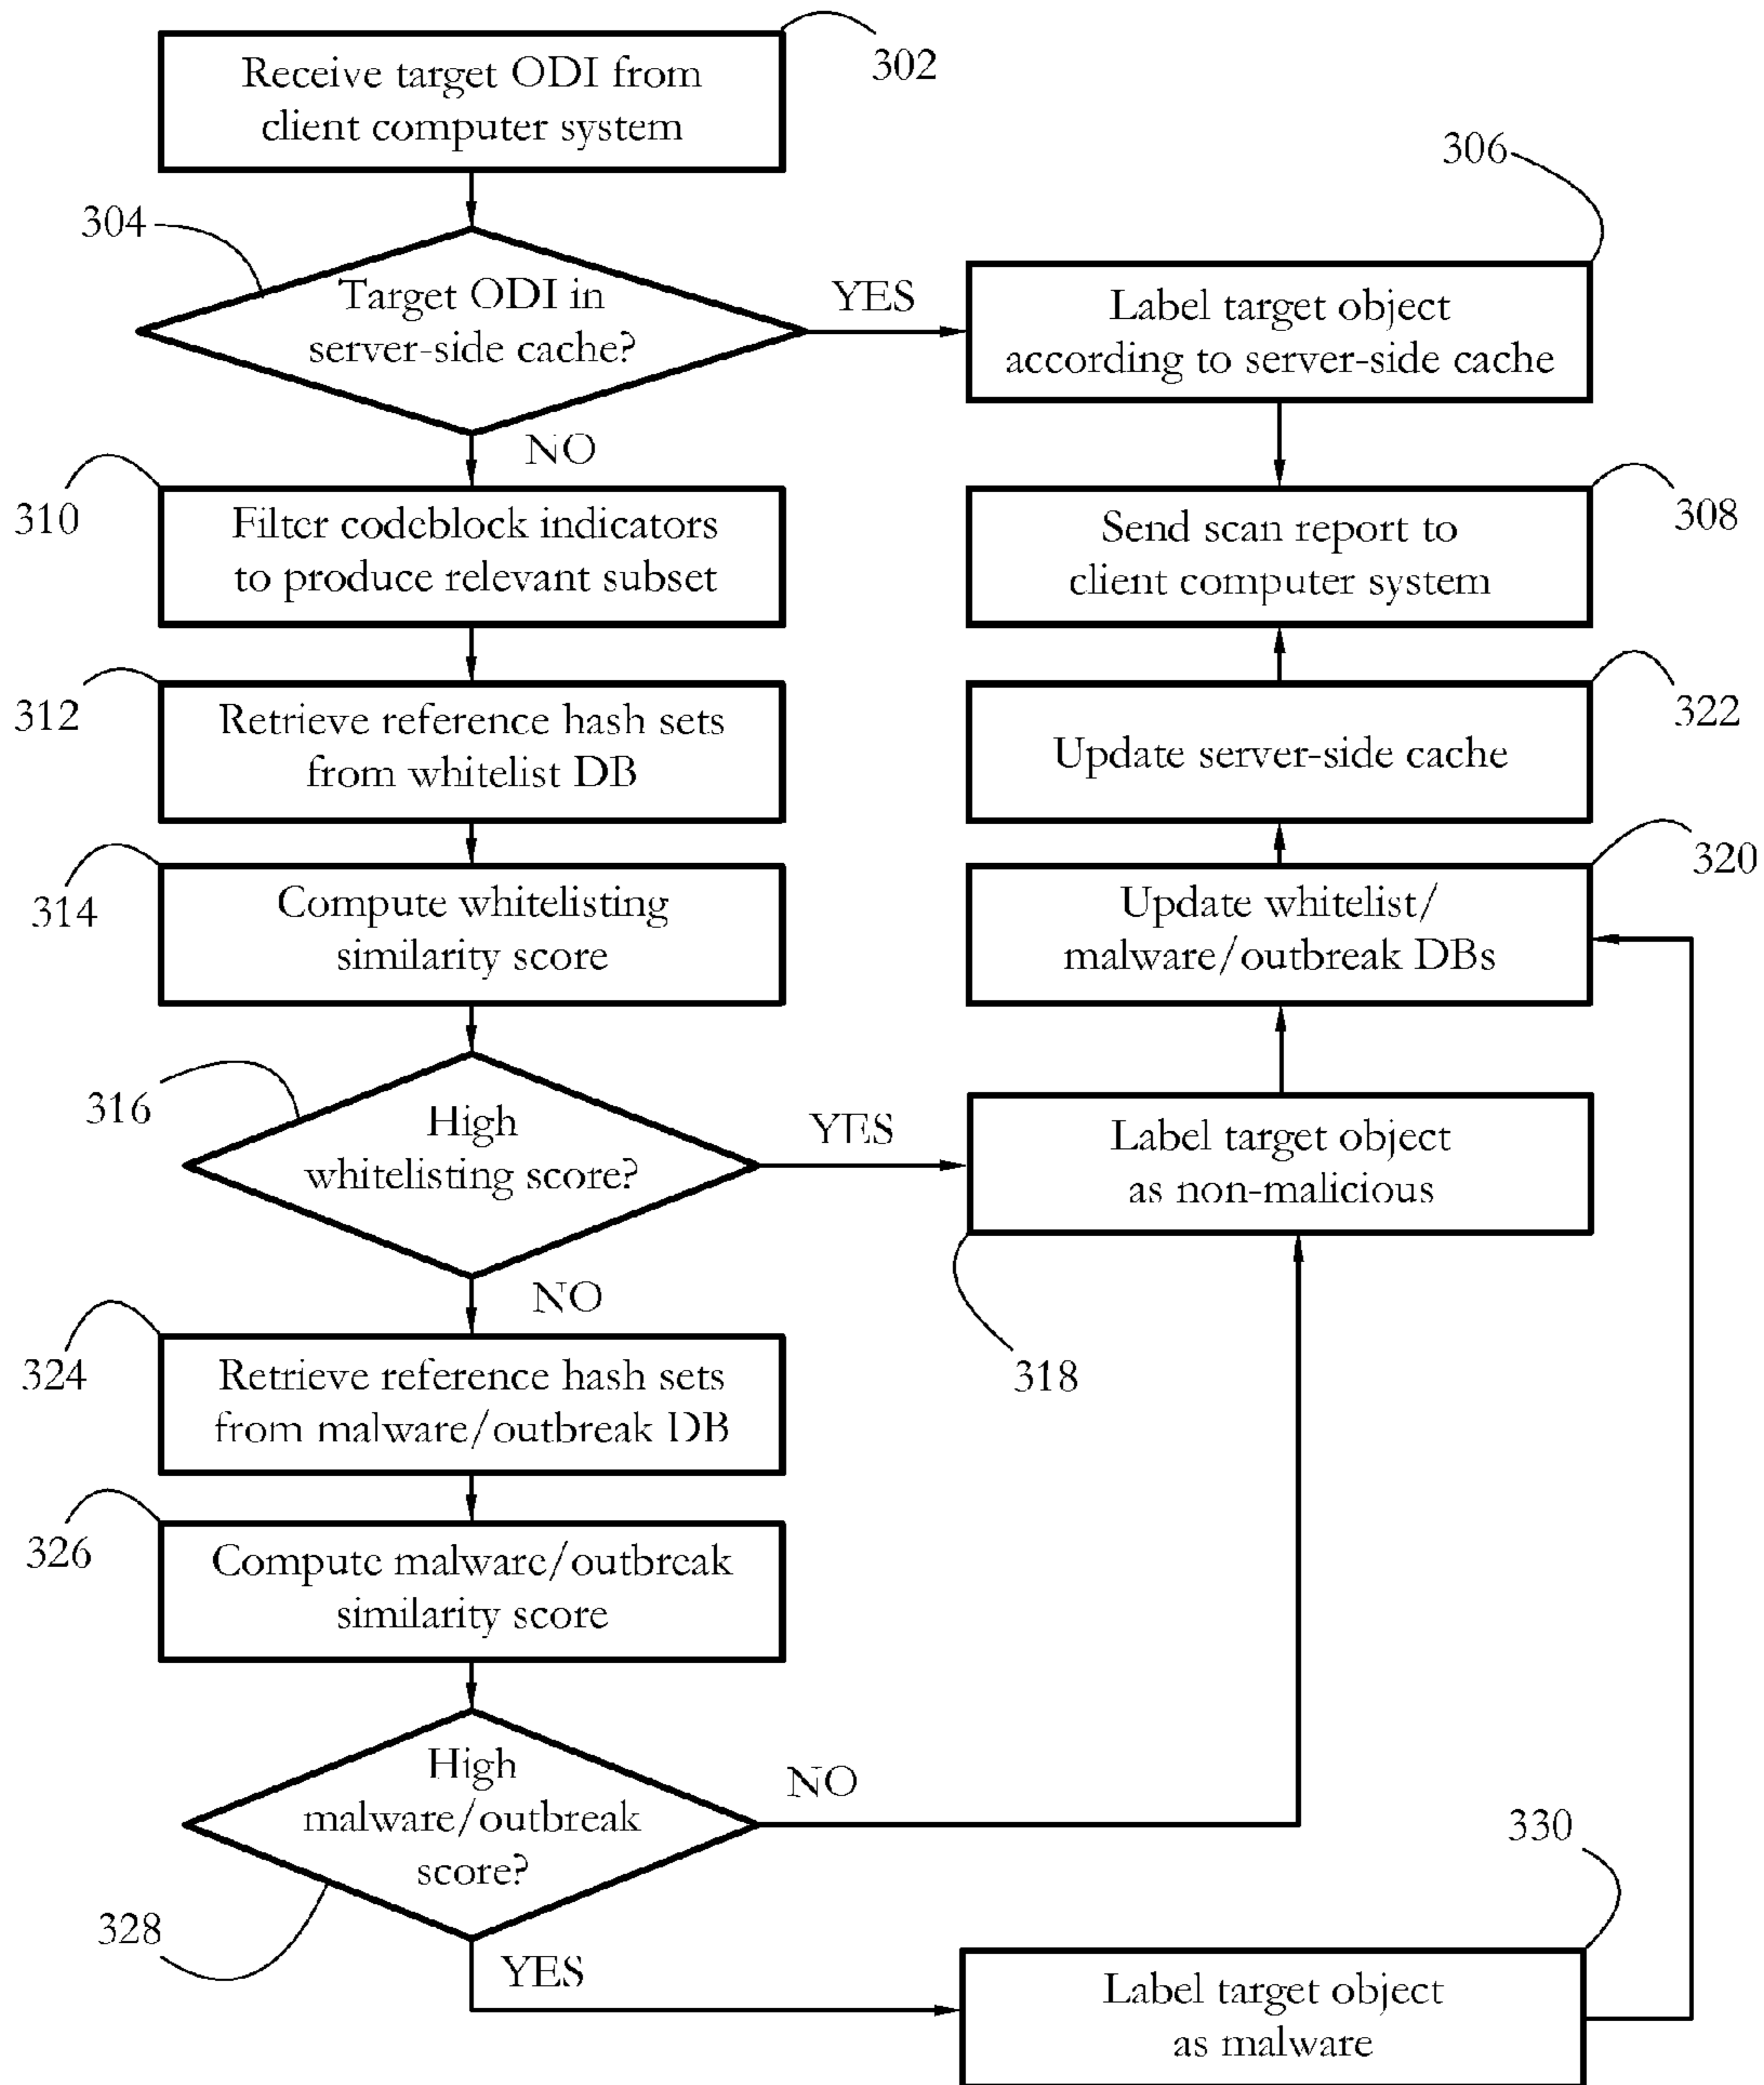 302
Receive target ODI from
client computer system
304
306
Target ODI in
server-side cache?
YES
Label target object
according to server-side cache
NO
310
Filter codeblock indicators
to produce relevant subset
308
Send scan report to
client computer system
312
Retrieve reference hash sets
from whitelist DB
322
Update server-side cache
314
Compute whitelisting
similarity score
320
Update whitelist/
malware/outbreak DBs
316
High
whitelisting score?
YES
Label target object
as non-malicious
318
NO
324
Retrieve reference hash sets
from malware/outbreak DB
326
Compute malware/outbreak
similarity score
328
High
malware/outbreak
score?
NO
YES
330
Label target object
as malware